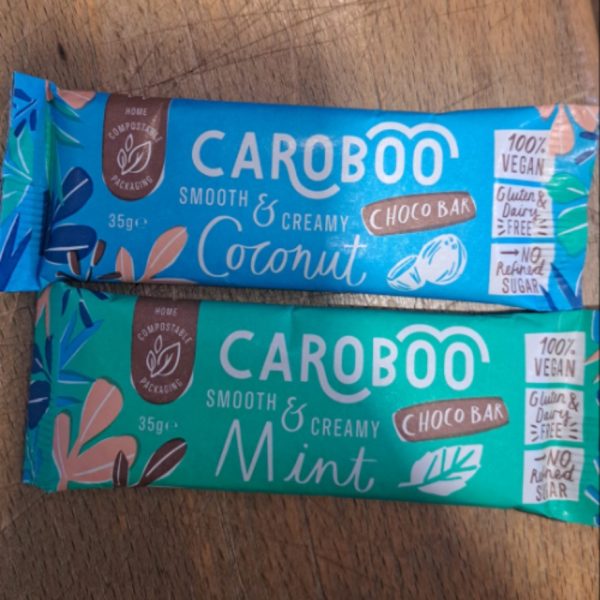 HOME
COMPOSTABLE
PACKAGING
CAROBOO
SMOOTH & CREAMY
CHOCO BAR
Coconut
35g℮
100%
VEGAN
Gluten &
Dairy
FREE
NO
Refined
SUGAR
HOME
COMPOSTABLE
PACKAGING
CAROBOO
SMOOTH & CREAMY
CHOCO BAR
Mint
35g℮
100%
VEGAN
Gluten &
Dairy
FREE
NO
Refined
SUGAR